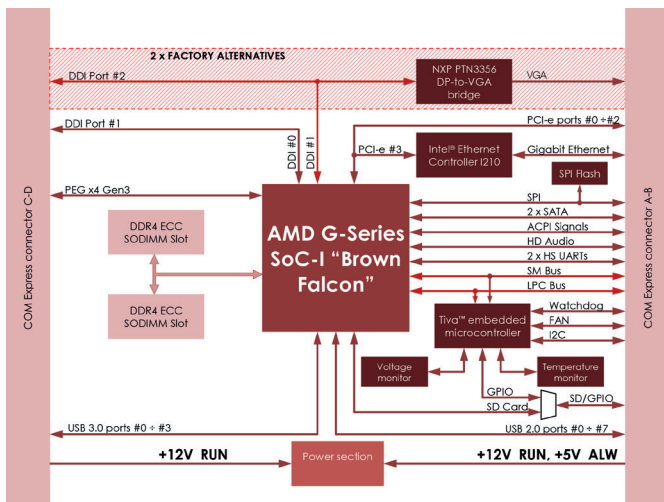 2 x FACTORY ALTERNATIVES
DDI Port #2
NXP PTN3356
DP-to-VGA
bridge
VGA
DDI Port #1
PCI-e ports #0 ÷#2
DDI #0
DDI #1
PCI-e #3
Intel® Ethernet
Controller I210
Gigabit Ethernet
SPI Flash
PEG x4 Gen3
SPI
2 x SATA
ACPI Signals
HD Audio
2 x HS UARTs
SM Bus
LPC Bus
AMD G-Series
SoC-I “Brown
Falcon”
DDR4 ECC
SODIMM Slot
DDR4 ECC
SODIMM Slot
COM Express connector C-D
COM Express connector A-B
Tiva™ embedded
microcontroller
Watchdog
FAN
I2C
Voltage
monitor
Temperature
monitor
GPIO
SD Card
SD/GPIO
USB 3.0 ports #0 ÷ #3
USB 2.0 ports #0 ÷ #7
+12V RUN
Power section
+12V RUN, +5V ALW